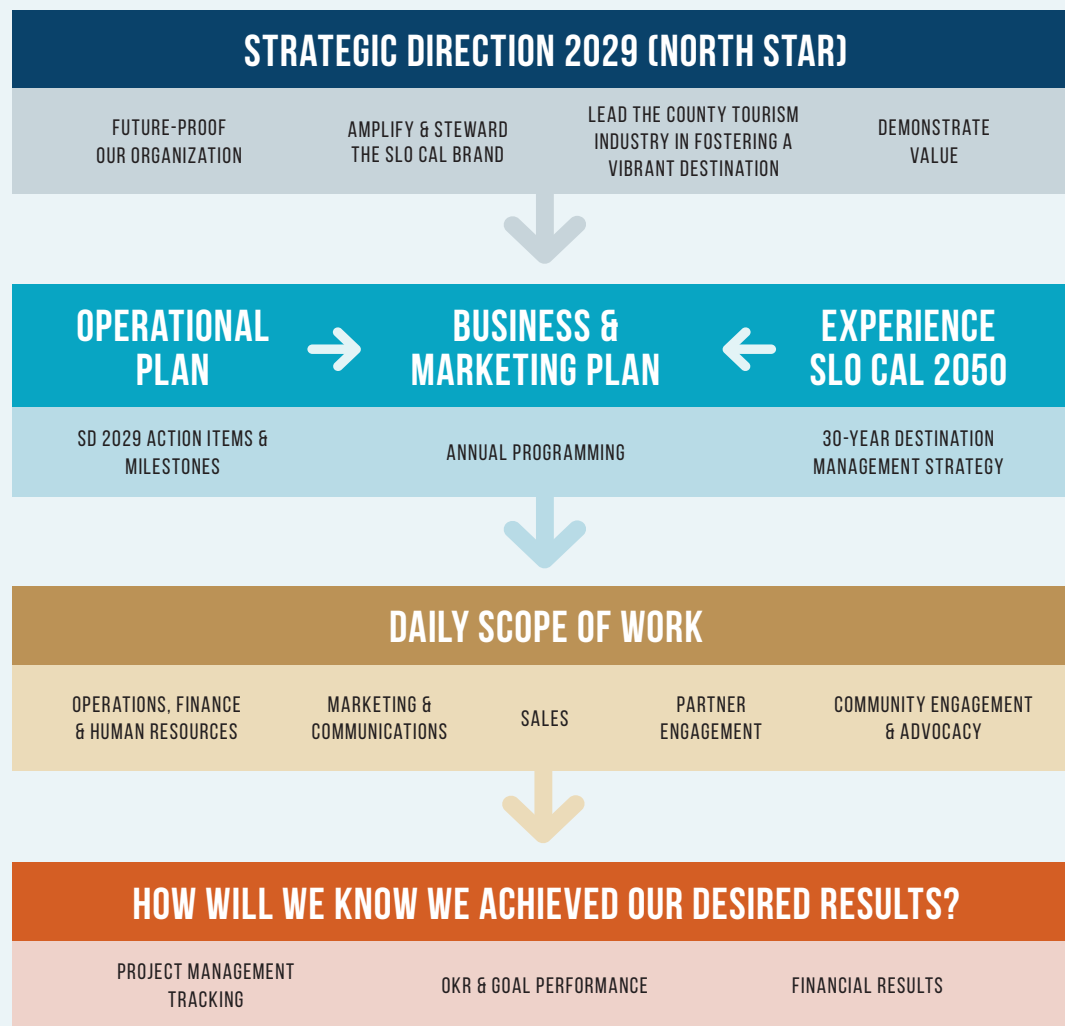 STRATEGIC DIRECTION 2029 (NORTH STAR)
FUTURE-PROOF
OUR ORGANIZATION
AMPLIFY & STEWARD
THE SLO CAL BRAND
LEAD THE COUNTY TOURISM
INDUSTRY IN FOSTERING A
VIBRANT DESTINATION
DEMONSTRATE
VALUE
OPERATIONAL
PLAN
BUSINESS &
MARKETING PLAN
EXPERIENCE
SLO CAL 2050
SD 2029 ACTION ITEMS &
MILESTONES
ANNUAL PROGRAMMING
30-YEAR DESTINATION
MANAGEMENT STRATEGY
DAILY SCOPE OF WORK
OPERATIONS, FINANCE
& HUMAN RESOURCES
MARKETING &
COMMUNICATIONS
SALES
PARTNER
ENGAGEMENT
COMMUNITY ENGAGEMENT
& ADVOCACY
HOW WILL WE KNOW WE ACHIEVED OUR DESIRED RESULTS?
PROJECT MANAGEMENT
TRACKING
OKR & GOAL PERFORMANCE
FINANCIAL RESULTS